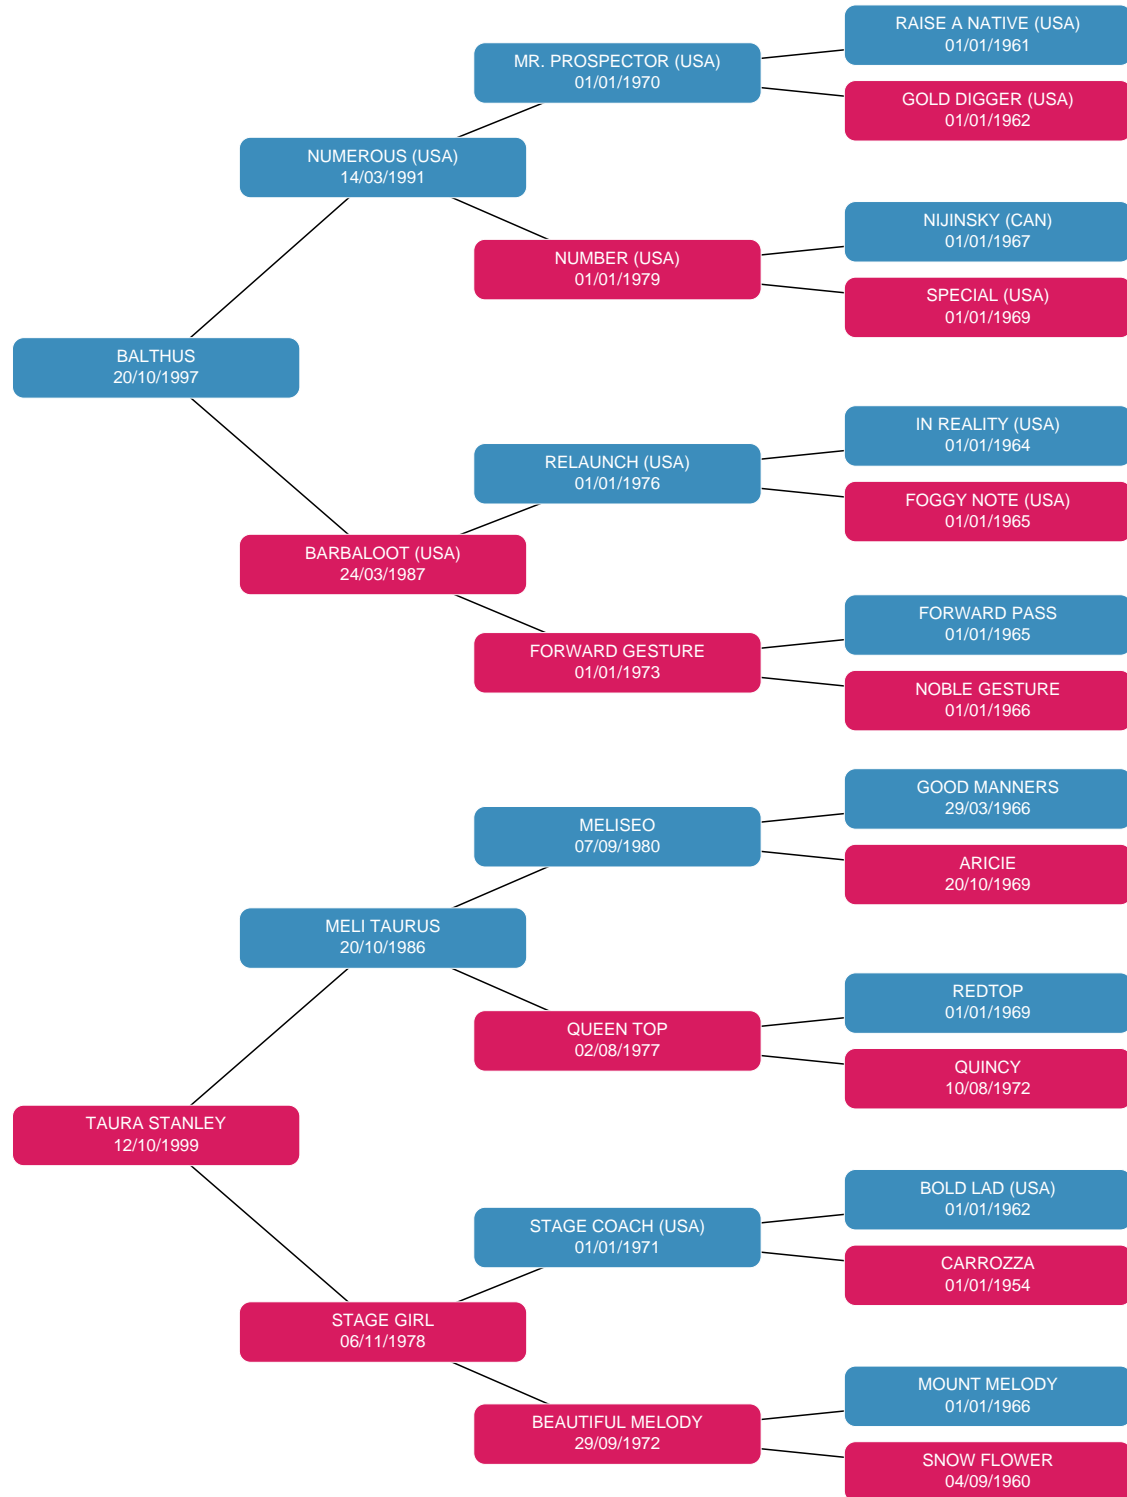 RAISE A NATIVE (USA)
01/01/1961
MR. PROSPECTOR (USA)
01/01/1970
GOLD DIGGER (USA)
01/01/1962
NUMEROUS (USA)
14/03/1991
NIJINSKY (CAN)
01/01/1967
NUMBER (USA)
01/01/1979
SPECIAL (USA)
01/01/1969
BALTHUS
20/10/1997
IN REALITY (USA)
01/01/1964
RELAUNCH (USA)
01/01/1976
FOGGY NOTE (USA)
01/01/1965
BARBALOOT (USA)
24/03/1987
FORWARD PASS
01/01/1965
FORWARD GESTURE
01/01/1973
NOBLE GESTURE
01/01/1966
GOOD MANNERS
29/03/1966
MELISEO
07/09/1980
ARICIE
20/10/1969
MELI TAURUS
20/10/1986
REDTOP
01/01/1969
QUEEN TOP
02/08/1977
QUINCY
10/08/1972
TAURA STANLEY
12/10/1999
BOLD LAD (USA)
01/01/1962
STAGE COACH (USA)
01/01/1971
CARROZZA
01/01/1954
STAGE GIRL
06/11/1978
MOUNT MELODY
01/01/1966
BEAUTIFUL MELODY
29/09/1972
SNOW FLOWER
04/09/1960